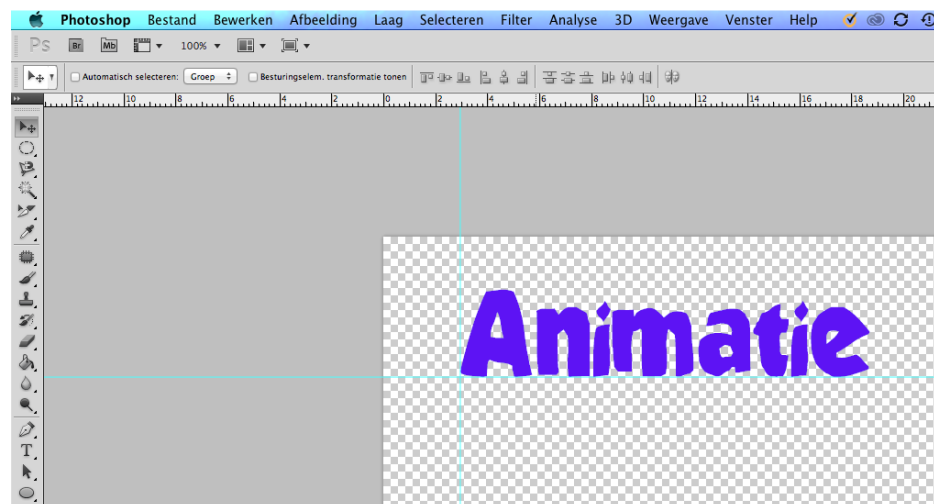 Photoshop Bestand Bewerken Afbeelding Laag Selecteren Filter Analyse 3D Weergave Venster Help
Ps Br Mb 100%
Automatisch selecteren: Groep Besturingselem. transformatie tonen
12 10 8 6 4 2 0 2 4 6 8 10 12 14 16 18 20
Animatie
T